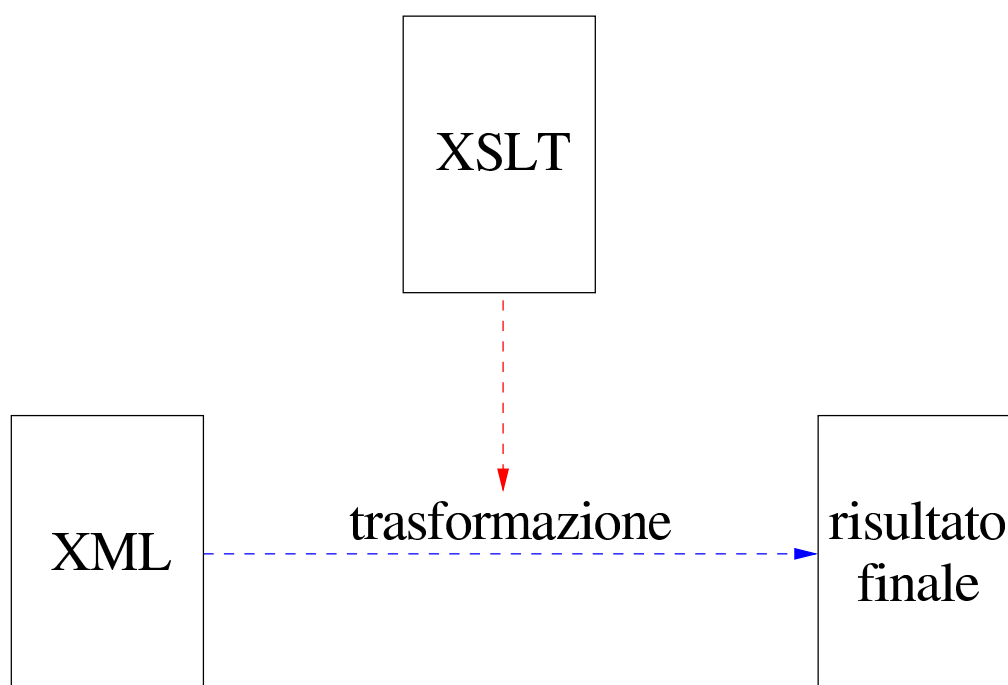 XSLT
XML
trasformazione
risultato
finale